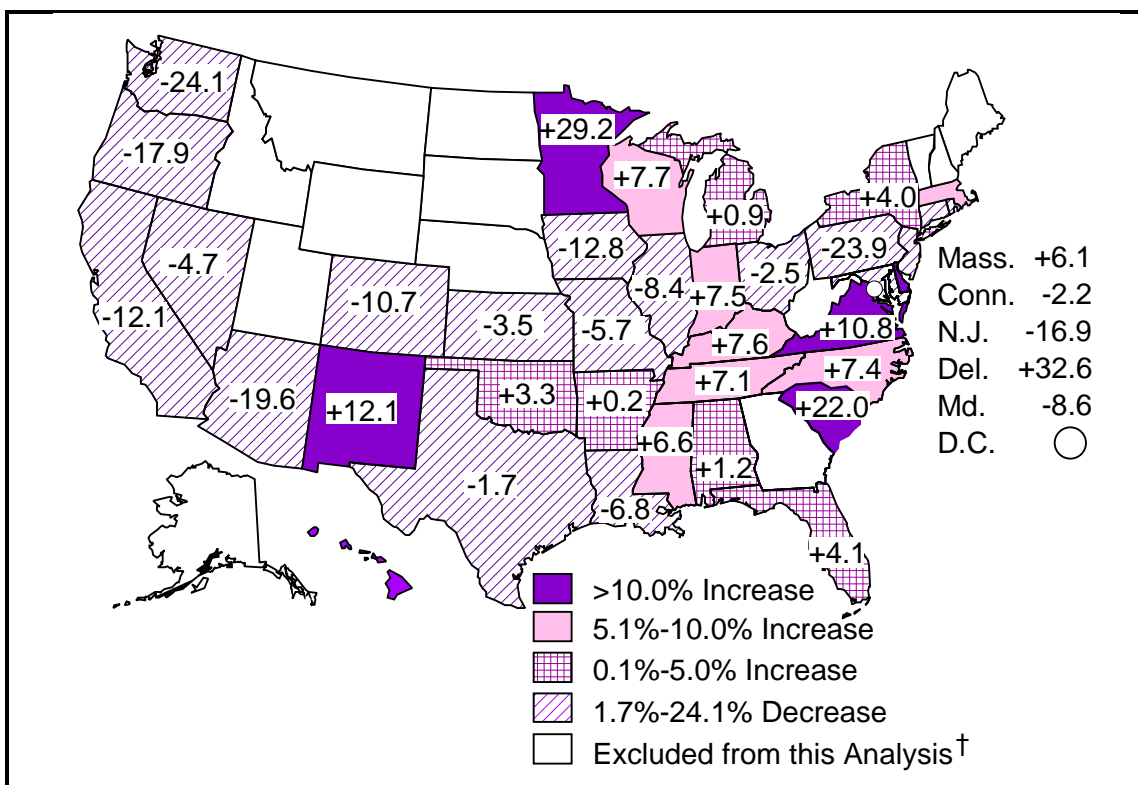 -24.1
+29.2
-17.9
+7.7
+4.0
+0.9
-12.8
-23.9
-4.7
-2.5
Mass. +6.1
-8.4
+7.5
Conn. -2.2
-10.7
-12.1
-3.5
-5.7
+10.8
N.J. -16.9
+7.6
+7.4
Del. +32.6
+7.1
-19.6
+12.1
+3.3
+0.2
+22.0
Md. -8.6
+6.6
D.C.
+1.2
-1.7
-6.8
+4.1
>10.0% Increase
5.1%-10.0% Increase
0.1%-5.0% Increase
1.7%-24.1% Decrease
Excluded from this Analysis†